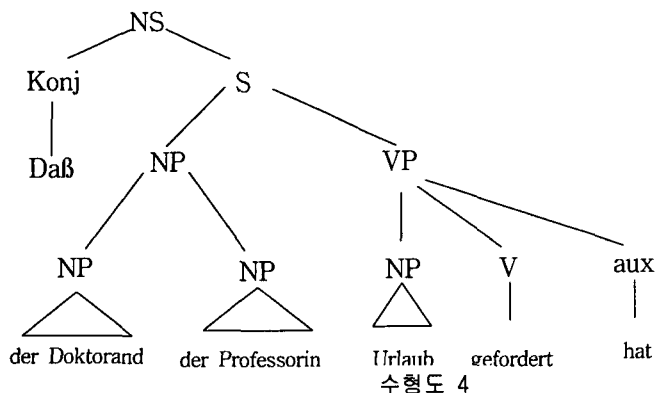 NS
Konj S
Daß NP VP
NP NP NP V aux
der Doktorand der Professorin Urlaub gefordert hat
수형도 4